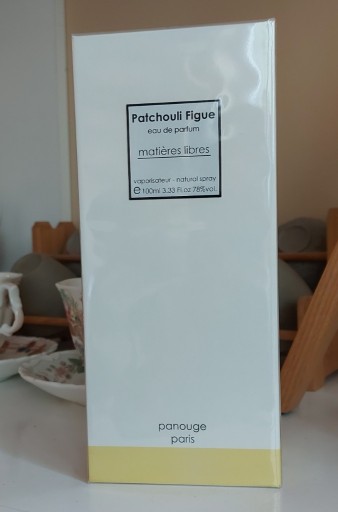 Patchouli Figue
eau de parfum
matières libres
vaporisateur - natural spray
e 100ml 3.33 Fl.oz 78%vol.
panouge
paris